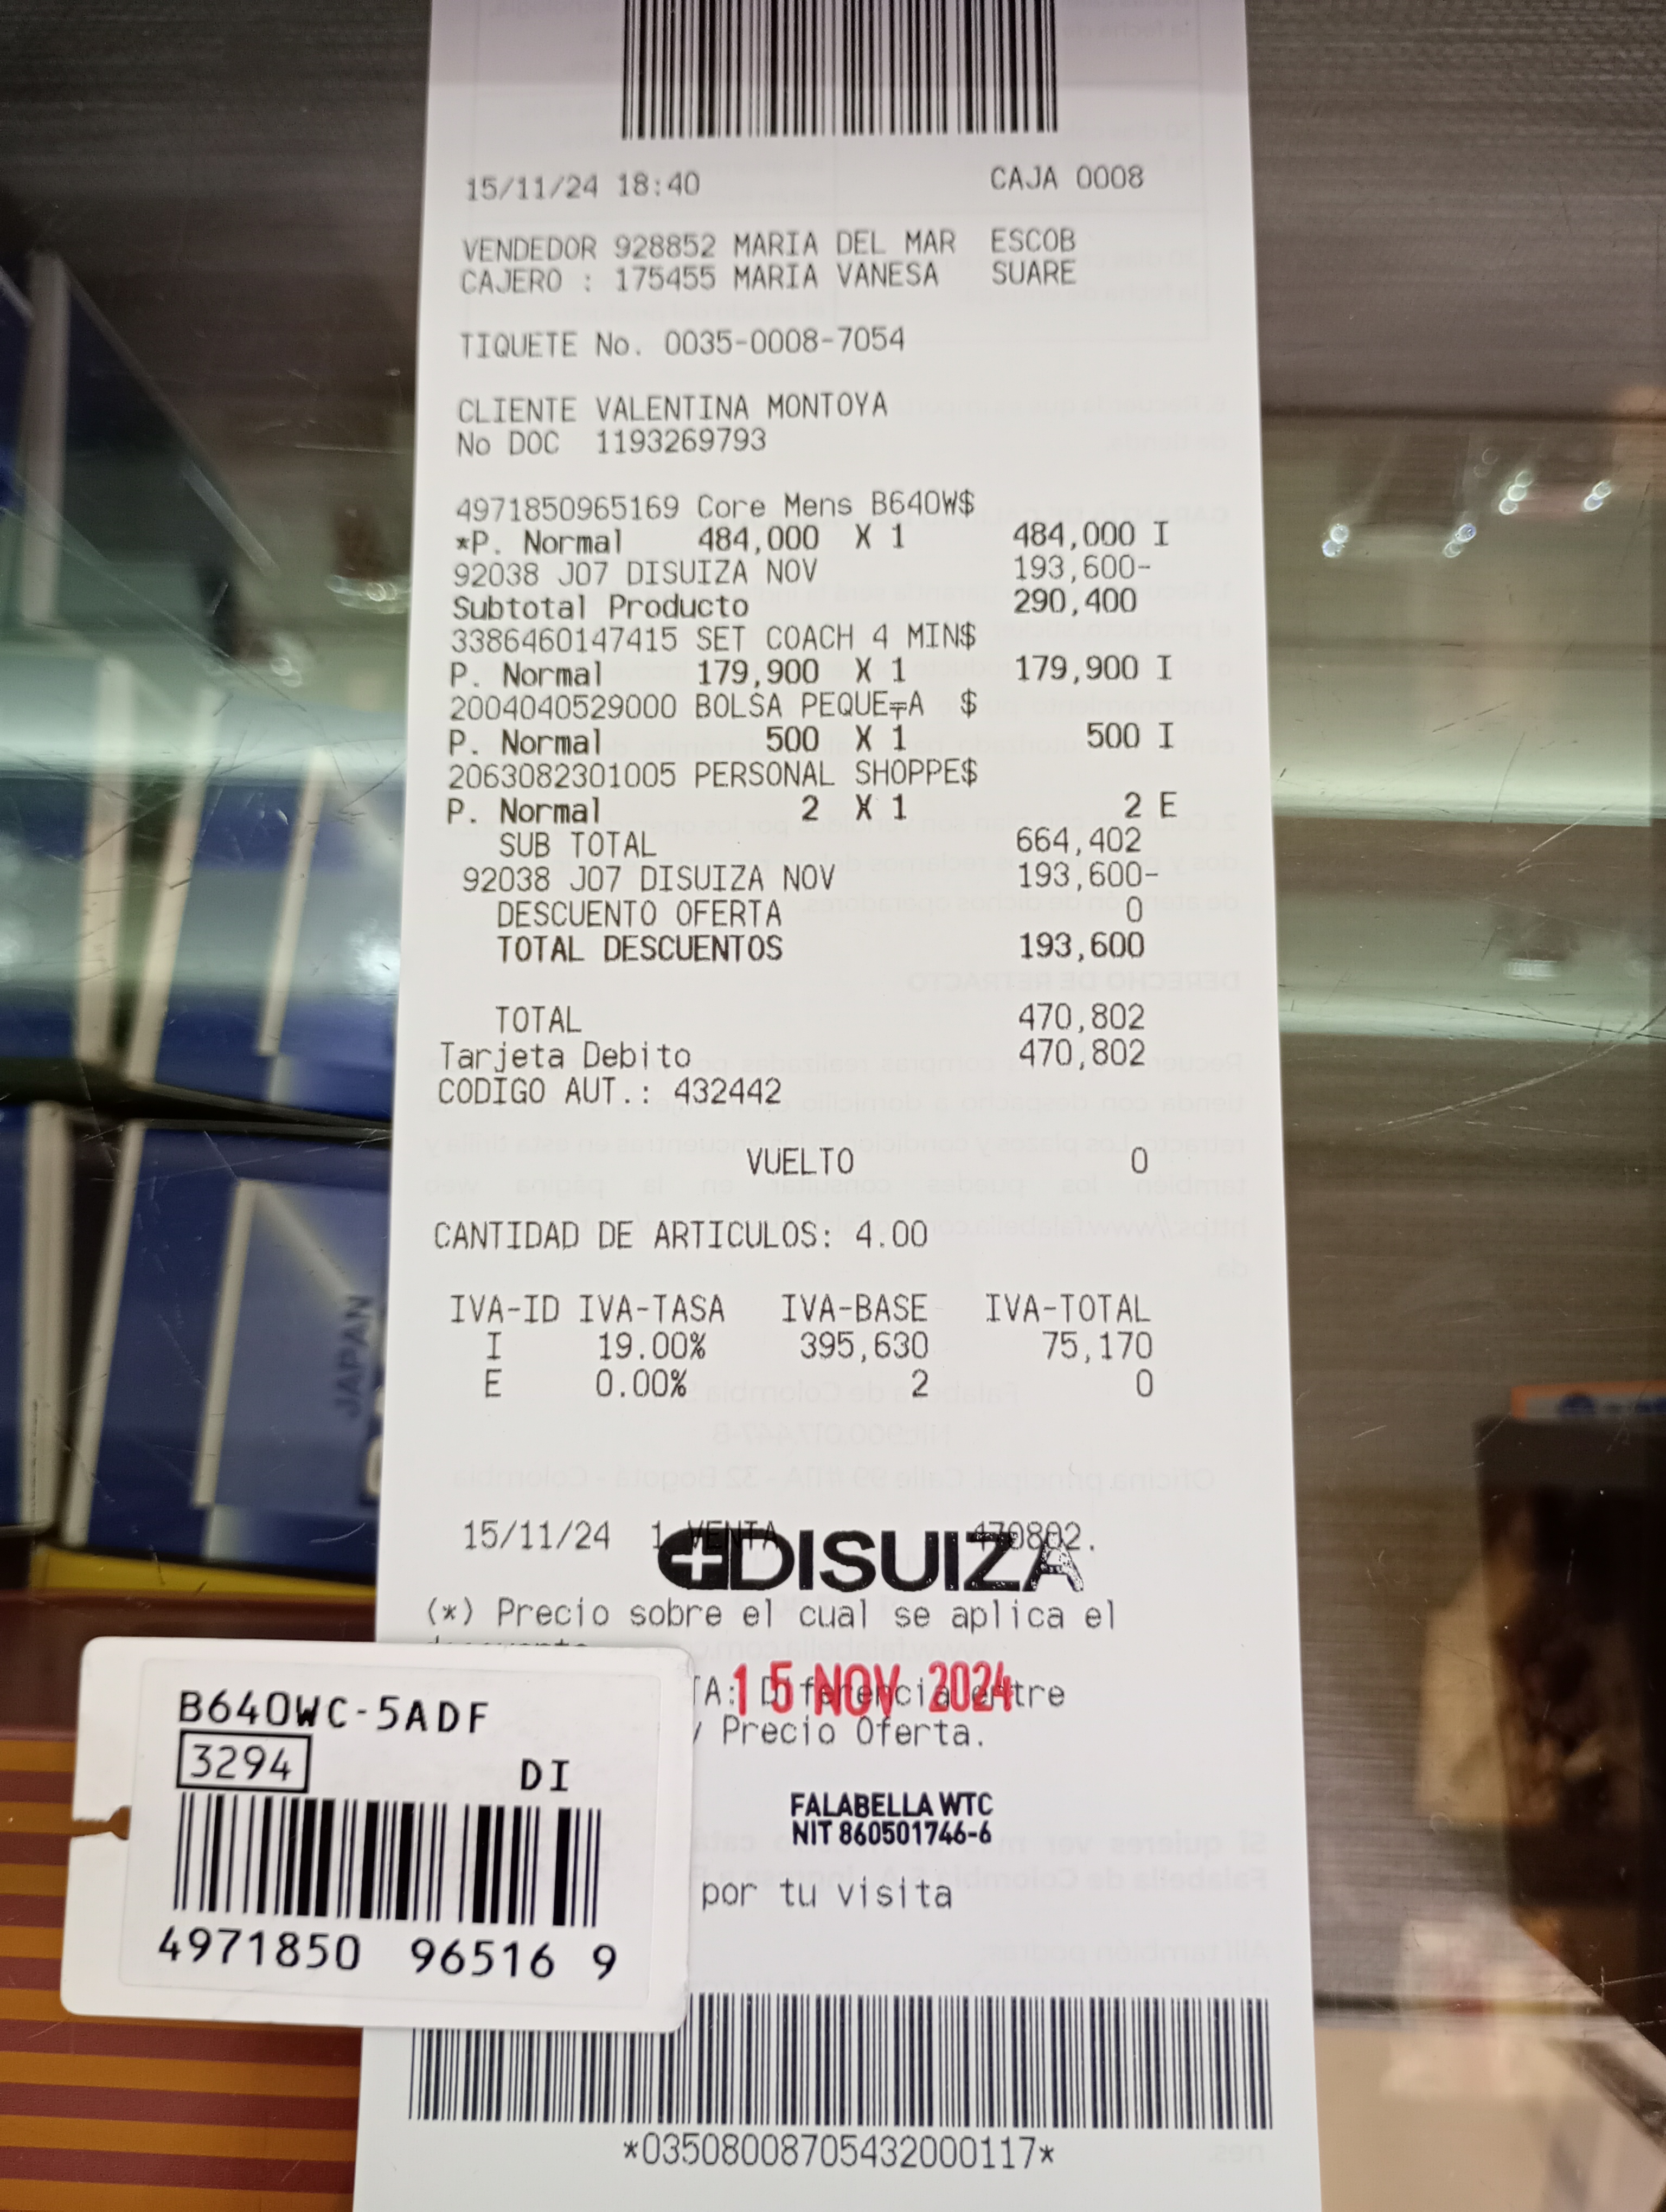 15/11/24 18:40 CAJA 0008
VENDEDOR 928852 MARIA DEL MAR ESCOB
CAJERO : 175455 MARIA VANESA SUARE
TIQUETE No. 0035-0008-7054
CLIENTE VALENTINA MONTOYA
No DOC 1193269793
4971850965169 Core Mens B640W$
*P. Normal 484,000 X 1 484,000 I
92038 J07 DISUIZA NOV 193,600-
Subtotal Producto 290,400
3386460147415 SET COACH 4 MIN$
P. Normal 179,900 X 1 179,900 I
2004040529000 BOLSA PEQUE╤A $
P. Normal 500 X 1 500 I
2063082301005 PERSONAL SHOPPE$
P. Normal 2 X 1 2 E
SUB TOTAL 664,402
92038 J07 DISUIZA NOV 193,600-
DESCUENTO OFERTA 0
TOTAL DESCUENTOS 193,600
TOTAL 470,802
Tarjeta Debito 470,802
CODIGO AUT.: 432442
VUELTO 0
CANTIDAD DE ARTICULOS: 4.00
IVA-ID IVA-TASA IVA-BASE IVA-TOTAL
I 19.00% 395,630 75,170
E 0.00% 2 0
15/11/24 1 VENTA 470802.
DISUIZA
(*) Precio sobre el cual se aplica el
TA: Diferencia entre
15 NOV 2024
y Precio Oferta.
FALABELLA WTC
NIT 860501746-6
por tu visita
*03508008705432000117*
B640WC-5ADF
3294 DI
4971850 96516 9
JAPAN